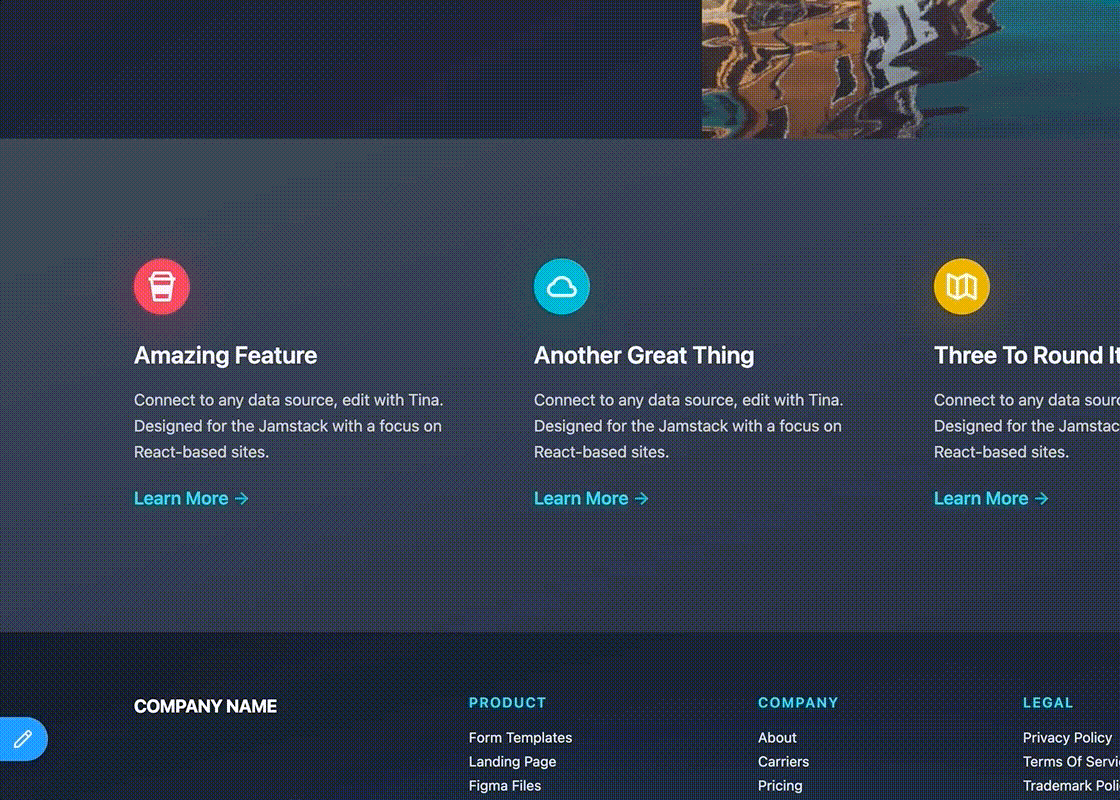 Amazing Feature
Connect to any data source, edit with Tina.
Designed for the Jamstack with a focus on
React-based sites.
Learn More →
Another Great Thing
Connect to any data source, edit with Tina.
Designed for the Jamstack with a focus on
React-based sites.
Learn More →
Three To Round It
Connect to any data
Designed for the
React-based sites.
Learn More →
COMPANY NAME
PRODUCT
Form Templates
Landing Page
Figma Files
COMPANY
About
Carriers
Pricing
LEGAL
Privacy Policy
Terms Of
Trademark